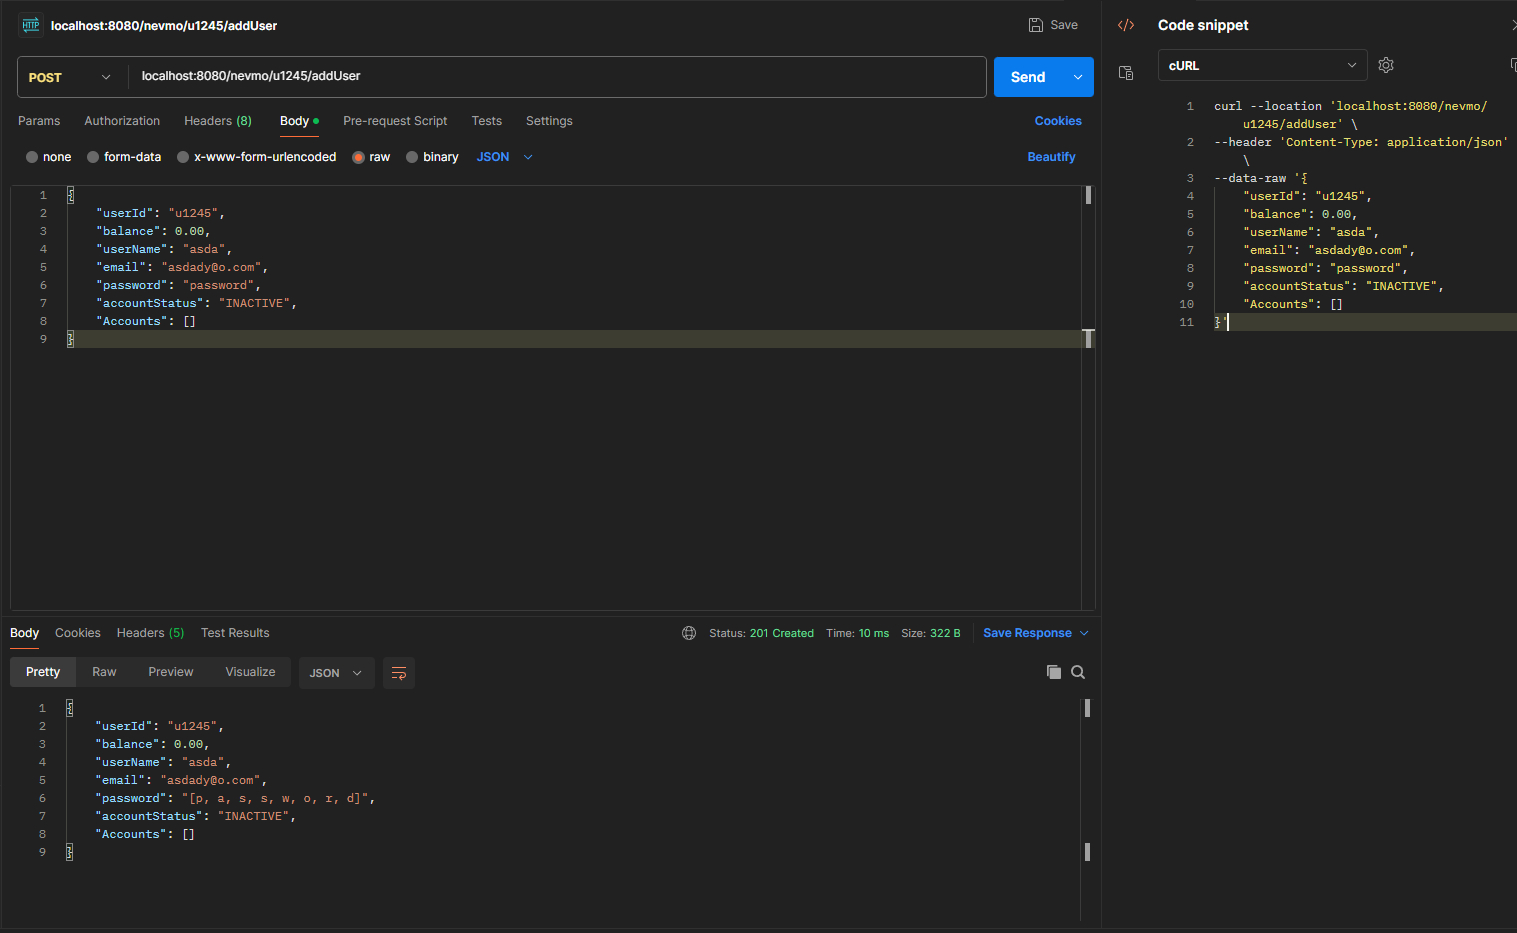 HTTP localhost:8080/nevmo/u1245/addUser Save
POST localhost:8080/nevmo/u1245/addUser Send
Params Authorization Headers (8) Body Pre-request Script Tests Settings Cookies
none form-data x-www-form-urlencoded raw binary JSON Beautify
1 {
2 "userId": "u1245",
3 "balance": 0.00,
4 "userName": "asda",
5 "email": "asdady@o.com",
6 "password": "password",
7 "accountStatus": "INACTIVE",
8 "Accounts": []
9 }
Body Cookies Headers (5) Test Results Status: 201 Created Time: 10 ms Size: 322 B Save Response
Pretty Raw Preview Visualize JSON
1 {
2 "userId": "u1245",
3 "balance": 0.00,
4 "userName": "asda",
5 "email": "asdady@o.com",
6 "password": "[p, a, s, s, w, o, r, d]",
7 "accountStatus": "INACTIVE",
8 "Accounts": []
9 }
</> Code snippet
cURL
1 curl --location 'localhost:8080/nevmo/
u1245/addUser' \
2 --header 'Content-Type: application/json'
\
3 --data-raw '{
4 "userId": "u1245",
5 "balance": 0.00,
6 "userName": "asda",
7 "email": "asdady@o.com",
8 "password": "password",
9 "accountStatus": "INACTIVE",
10 "Accounts": []
11 }'